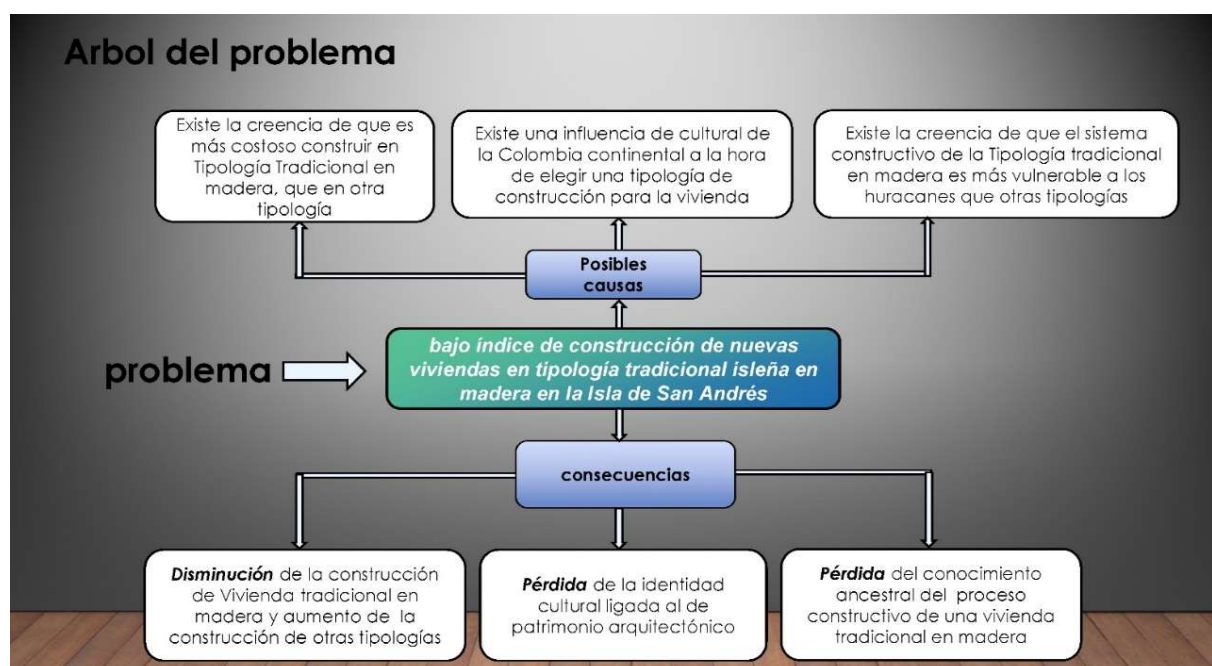 Arbol del problema
Existe la creencia de que es
más costoso construir en
Tipología Tradicional en
madera, que en otra
tipología
Existe una influencia de cultural de
la Colombia continental a la hora
de elegir una tipología de
construcción para la vivienda
Existe la creencia de que el sistema
constructivo de la Tipología tradicional
en madera es más vulnerable a los
huracanes que otras tipologías
Posibles
causas
problema
bajo índice de construcción de nuevas
viviendas en tipología tradicional isleña en
madera en la Isla de San Andrés
consecuencias
Disminución de la construcción
de Vivienda tradicional en
madera y aumento de la
construcción de otras tipologías
Pérdida de la identidad
cultural ligada al de
patrimonio arquitectónico
Pérdida del conocimiento
ancestral del proceso
constructivo de una vivienda
tradicional en madera